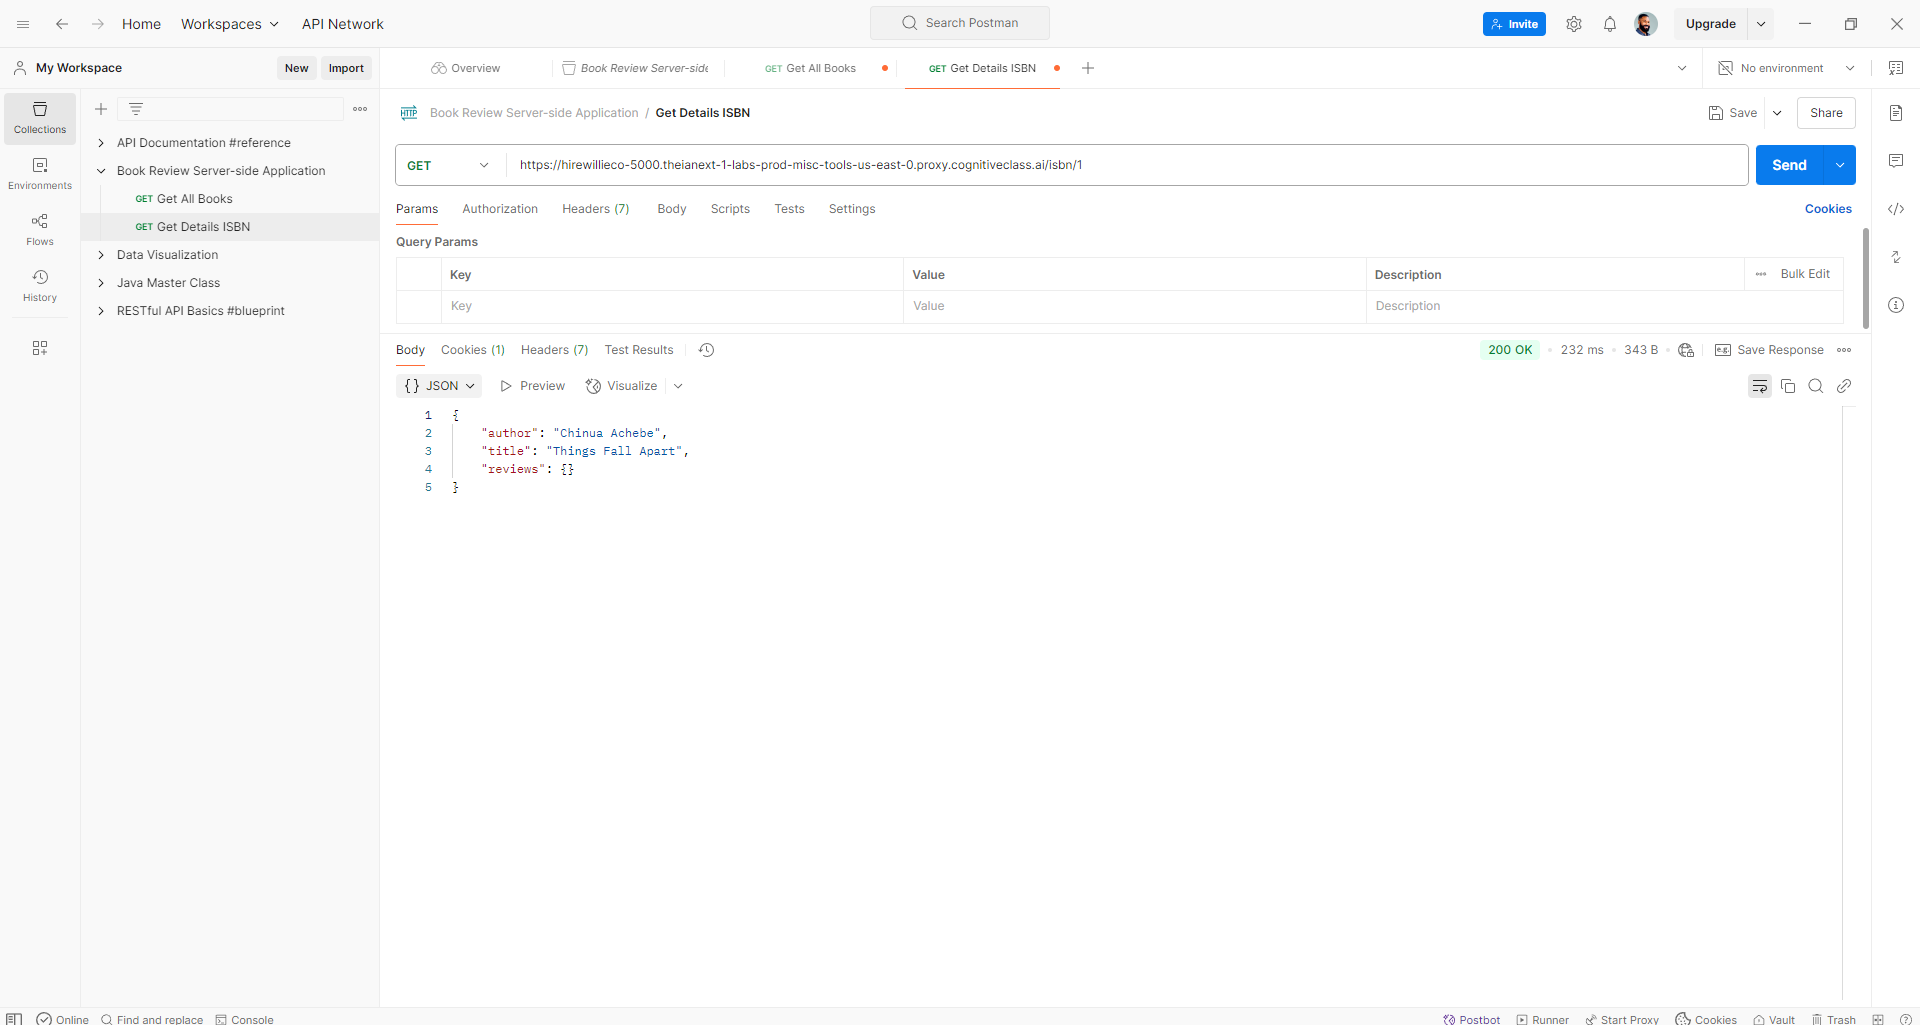 Home Workspaces API Network Search Postman Invite Upgrade
My Workspace New Import Overview Book Review Server-side GET Get All Books GET Get Details ISBN No environment
Collections
Environments
Flows
History
API Documentation #reference
Book Review Server-side Application
GET Get All Books
GET Get Details ISBN
Data Visualization
Java Master Class
RESTful API Basics #blueprint
HTTP Book Review Server-side Application / Get Details ISBN Save Share
GET https://hirewillieco-5000.theianext-1-labs-prod-misc-tools-us-east-0.proxy.cognitiveclass.ai/isbn/1 Send
Params Authorization Headers (7) Body Scripts Tests Settings Cookies
Query Params
Key Value Description Bulk Edit
Key Value Description
Body Cookies (1) Headers (7) Test Results 200 OK • 232 ms • 343 B • e.g. Save Response
{} JSON Preview Visualize
1 {
2 "author": "Chinua Achebe",
3 "title": "Things Fall Apart",
4 "reviews": {}
5 }
Online Find and replace Console Postbot Runner Start Proxy Cookies Vault Trash